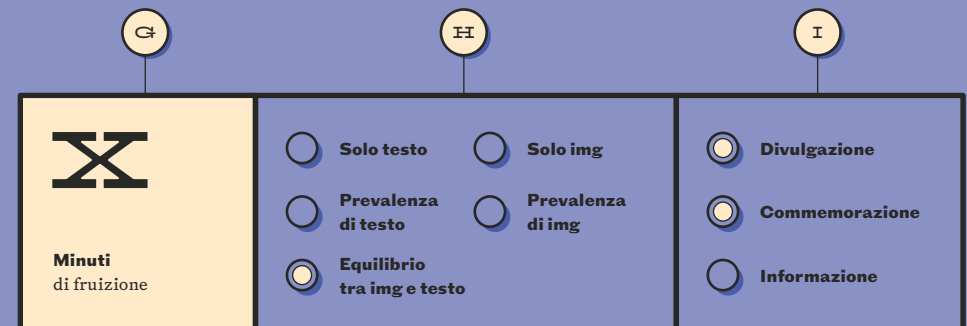 G
H
I
X
Minuti
di fruizione
Solo testo
Solo img
Prevalenza
di testo
Prevalenza
di img
Equilibrio
tra img e testo
Divulgazione
Commemorazione
Informazione